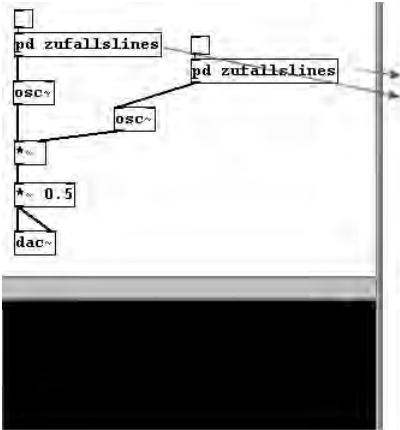 pd zufallslines
pd zufallslines
osc~
osc~
*~
*~ 0.5
dac~